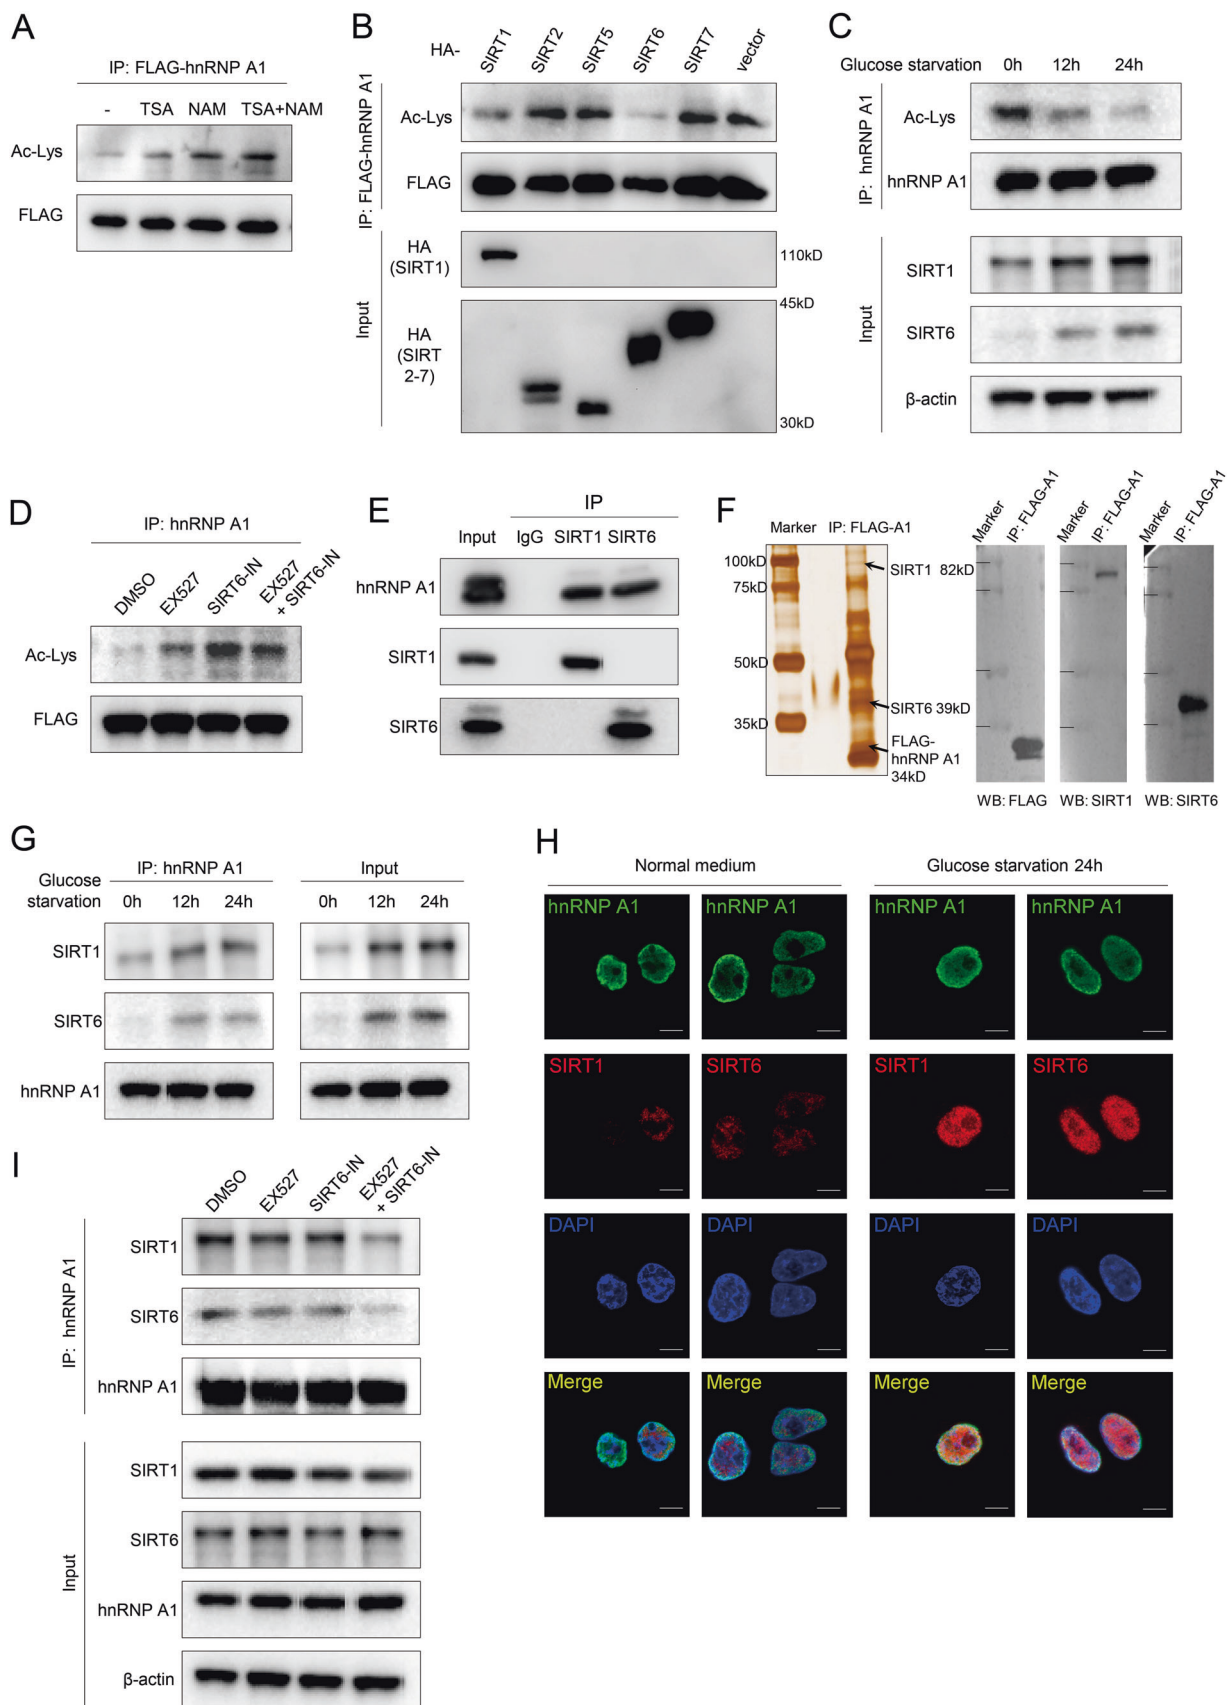 A
IP: FLAG-hnRNP A1
- TSA NAM TSA+NAM
Ac-Lys
FLAG
B
HA- SIRT1 SIRT2 SIRT5 SIRT6 SIRT7 vector
IP: FLAG-hnRNP A1
Ac-Lys
FLAG
Input
HA
(SIRT1)
110kD
45kD
HA
(SIRT
2-7)
30kD
C
Glucose starvation 0h 12h 24h
IP: hnRNP A1
Ac-Lys
hnRNP A1
Input
SIRT1
SIRT6
β-actin
D
IP: hnRNP A1
DMSO EX527 SIRT6-IN EX527
+ SIRT6-IN
Ac-Lys
FLAG
E
IP
Input IgG SIRT1 SIRT6
hnRNP A1
SIRT1
SIRT6
F
Marker IP: FLAG-A1
100kD
75kD
50kD
35kD
SIRT1 82kD
SIRT6 39kD
FLAG-
hnRNP A1
34kD
Marker IP: FLAG-A1
Marker IP: FLAG-A1
Marker IP: FLAG-A1
WB: FLAG WB: SIRT1 WB: SIRT6
G
IP: hnRNP A1 Input
Glucose
starvation 0h 12h 24h 0h 12h 24h
SIRT1
SIRT6
hnRNP A1
H
Normal medium Glucose starvation 24h
hnRNP A1 hnRNP A1 hnRNP A1 hnRNP A1
SIRT1 SIRT6 SIRT1 SIRT6
DAPI DAPI DAPI DAPI
Merge Merge Merge Merge
I
DMSO EX527 SIRT6-IN EX527
+ SIRT6-IN
IP: hnRNP A1
SIRT1
SIRT6
hnRNP A1
Input
SIRT1
SIRT6
hnRNP A1
β-actin